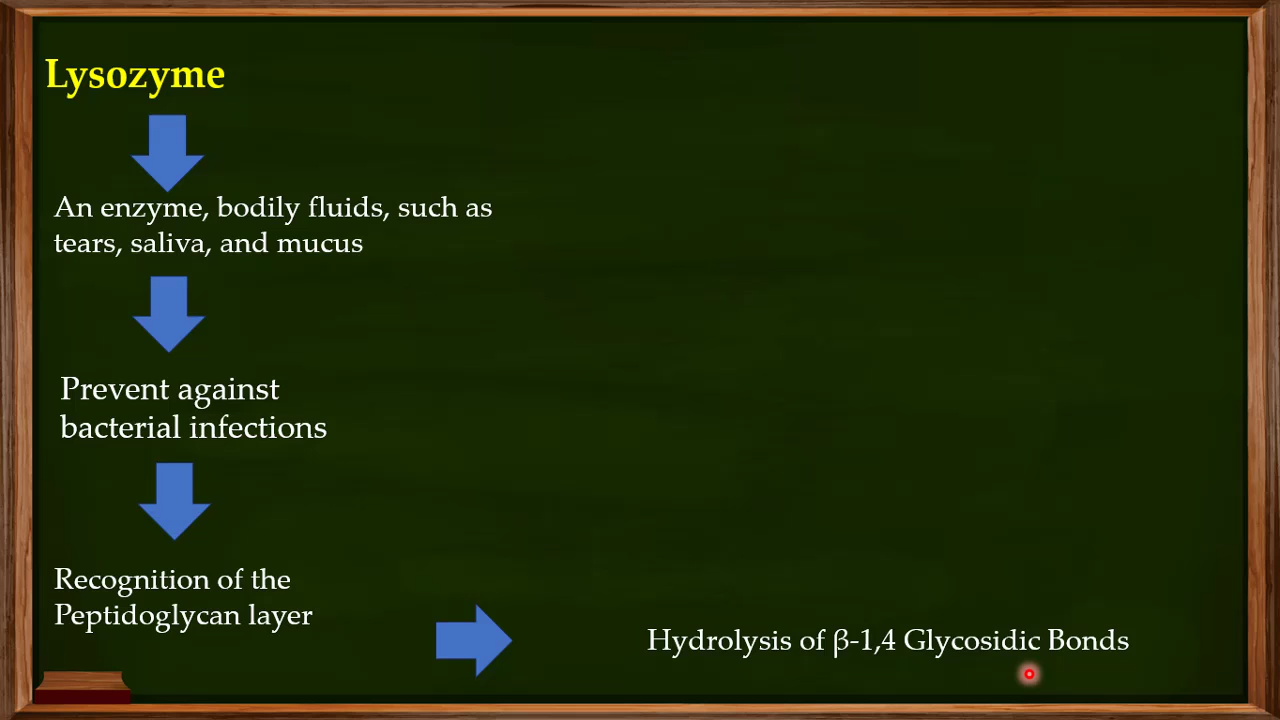 Lysozyme
An enzyme, bodily fluids, such as
tears, saliva, and mucus
Prevent against
bacterial infections
Recognition of the
Peptidoglycan layer
Hydrolysis of β-1,4 Glycosidic Bonds